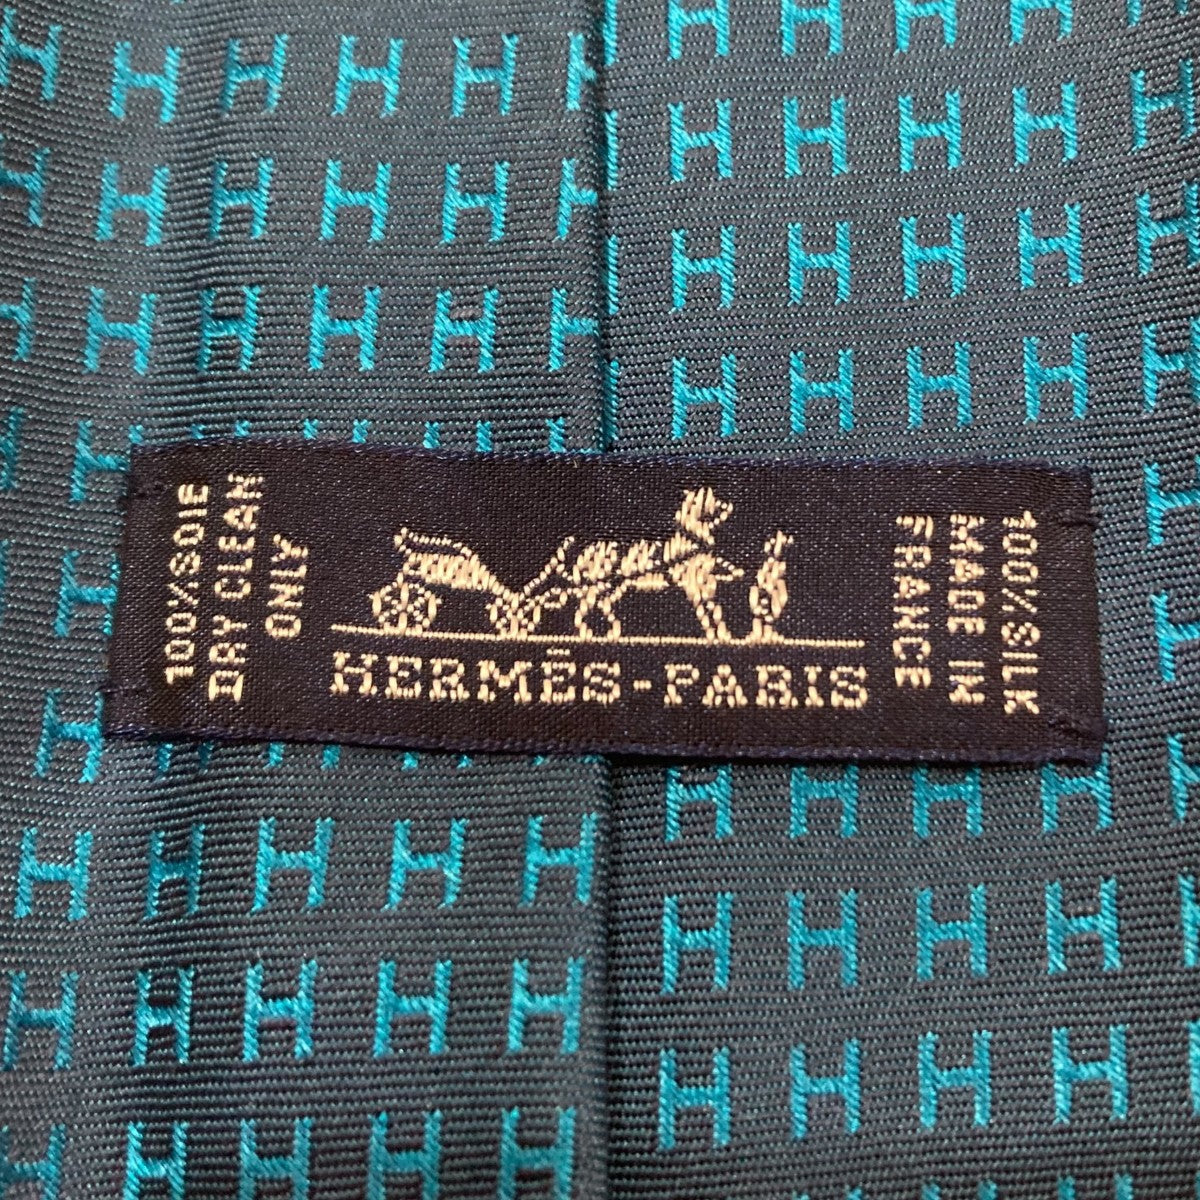 100% SOIE
DRY CLEAN
ONLY
HERMÈS-PARIS
100% SILK
MADE IN
FRANCE